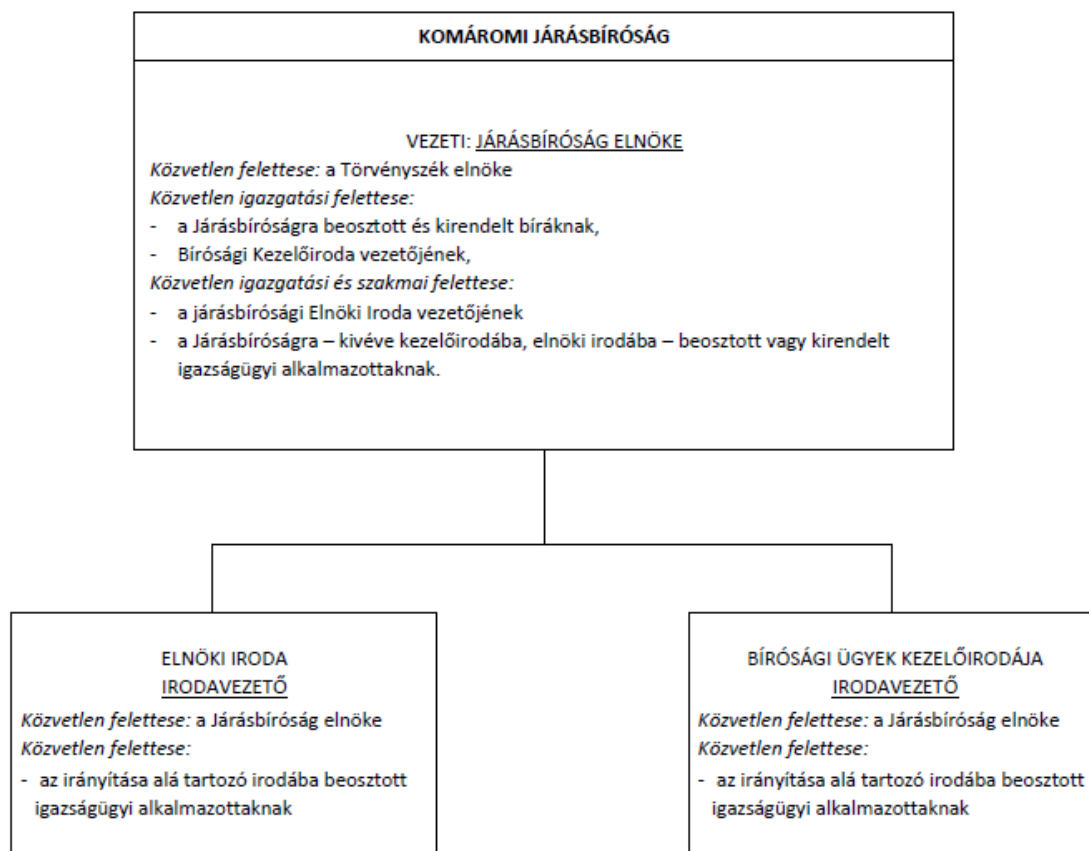 KOMÁROMI JÁRÁSBÍRÓSÁG
VEZETI: JÁRÁSBÍRÓSÁG ELNÖKE
Közvetlen felettese: a Törvényszék elnöke
Közvetlen igazgatási felettese:
- a Járásbíróságra beosztott és kirendelt bíráknak,
- Bírósági Kezelőiroda vezetőjének,
Közvetlen igazgatási és szakmai felettese:
- a járásbírósági Elnöki Iroda vezetőjének
- a Járásbíróságra – kivéve kezelőirodába, elnöki irodába – beosztott vagy kirendelt
igazságügyi alkalmazottaknak.
ELNÖKI IRODA
IRODAVEZETŐ
Közvetlen felettese: a Járásbíróság elnöke
Közvetlen felettese:
- az irányítása alá tartozó irodába beosztott
igazságügyi alkalmazottaknak
BÍRÓSÁGI ÜGYEK KEZELŐIRODÁJA
IRODAVEZETŐ
Közvetlen felettese: a Járásbíróság elnöke
Közvetlen felettese:
- az irányítása alá tartozó irodába beosztott
igazságügyi alkalmazottaknak